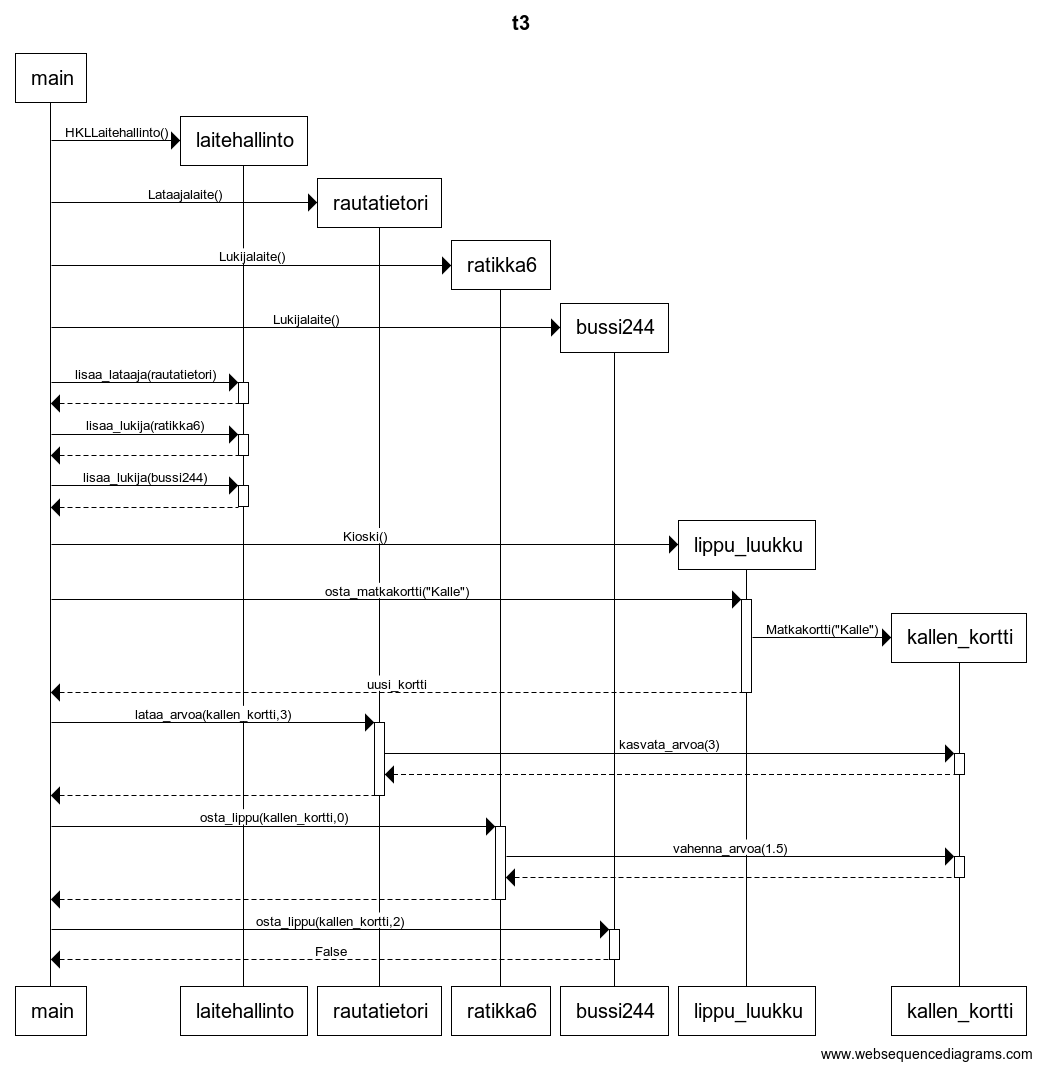 t3
main
HKLLaitehallinto()
laitehallinto
Lataajalaite()
rautatietori
Lukijalaite()
ratikka6
Lukijalaite()
bussi244
lisaa_lataaja(rautatietori)
lisaa_lukija(ratikka6)
lisaa_lukija(bussi244)
Kioski()
lippu_luukku
osta_matkakortti("Kalle")
Matkakortti("Kalle")
kallen_kortti
uusi_kortti
lataa_arvoa(kallen_kortti,3)
kasvata_arvoa(3)
osta_lippu(kallen_kortti,0)
vahenna_arvoa(1.5)
osta_lippu(kallen_kortti,2)
False
main
laitehallinto
rautatietori
ratikka6
bussi244
lippu_luukku
kallen_kortti
www.websequencediagrams.com